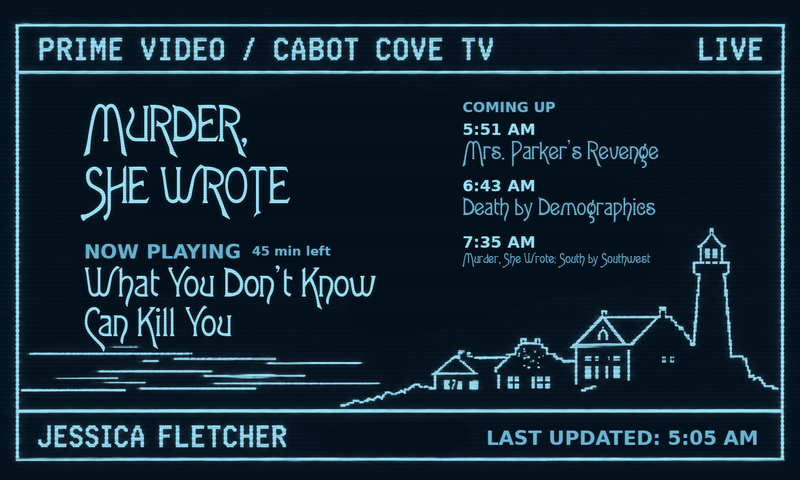 PRIME VIDEO / CABOT COVE TV
LIVE
MURDER,
SHE WROTE
NOW PLAYING 45 min left
What You Don't Know
Can Kill You
COMING UP
5:51 AM
Mrs. Parker's Revenge
6:43 AM
Death by Demographics
7:35 AM
Murder, She Wrote: South by Southwest
JESSICA FLETCHER
LAST UPDATED: 5:05 AM